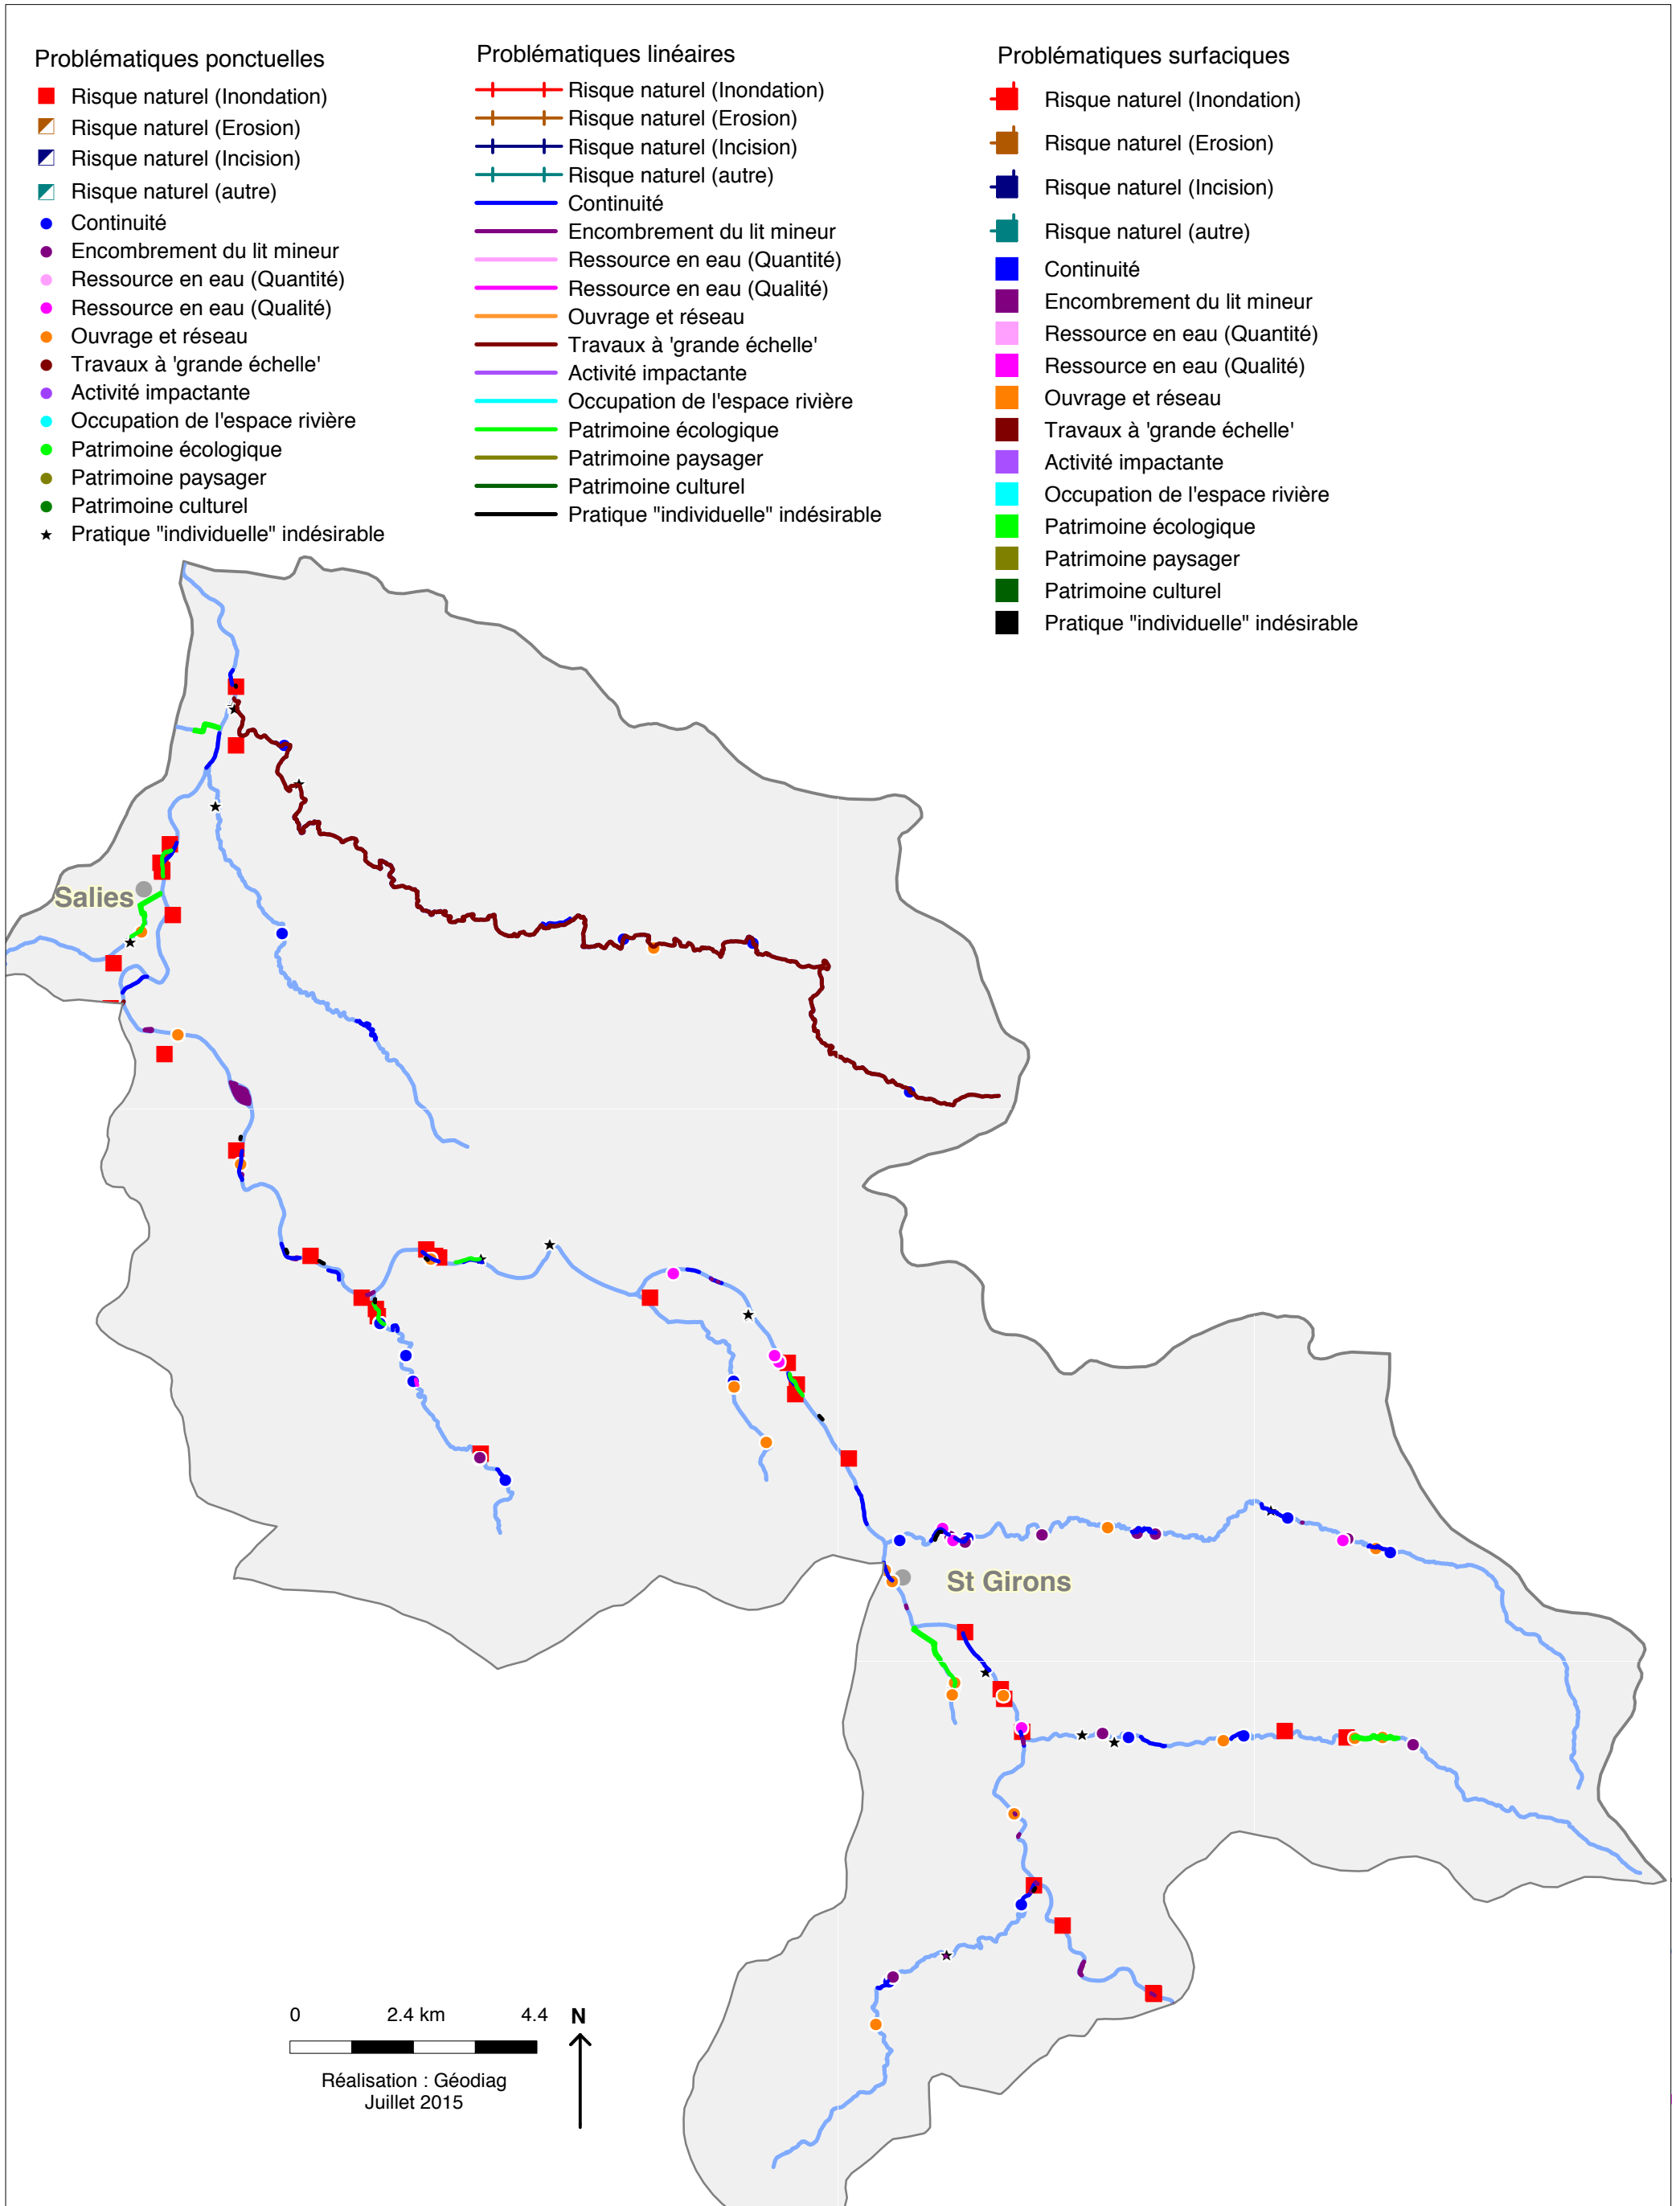 Problématiques ponctuelles
Risque naturel (Inondation)
Risque naturel (Erosion)
Risque naturel (Incision)
Risque naturel (autre)
Continuité
Encombrement du lit mineur
Ressource en eau (Quantité)
Ressource en eau (Qualité)
Ouvrage et réseau
Travaux à 'grande échelle'
Activité impactante
Occupation de l'espace rivière
Patrimoine écologique
Patrimoine paysager
Patrimoine culturel
Pratique "individuelle" indésirable
Problématiques linéaires
Risque naturel (Inondation)
Risque naturel (Erosion)
Risque naturel (Incision)
Risque naturel (autre)
Continuité
Encombrement du lit mineur
Ressource en eau (Quantité)
Ressource en eau (Qualité)
Ouvrage et réseau
Travaux à 'grande échelle'
Activité impactante
Occupation de l'espace rivière
Patrimoine écologique
Patrimoine paysager
Patrimoine culturel
Pratique "individuelle" indésirable
Problématiques surfaciques
Risque naturel (Inondation)
Risque naturel (Erosion)
Risque naturel (Incision)
Risque naturel (autre)
Continuité
Encombrement du lit mineur
Ressource en eau (Quantité)
Ressource en eau (Qualité)
Ouvrage et réseau
Travaux à 'grande échelle'
Activité impactante
Occupation de l'espace rivière
Patrimoine écologique
Patrimoine paysager
Patrimoine culturel
Pratique "individuelle" indésirable
Salies
St Girons
0 2.4 km 4.4 N
Réalisation : Géodiag
Juillet 2015